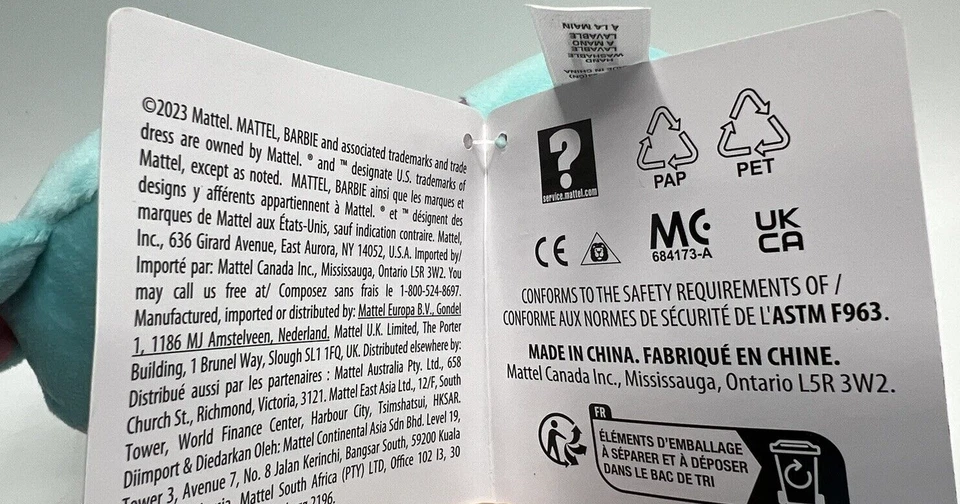 ©2023 Mattel. MATTEL, BARBIE and associated trademarks and trade
dress are owned by Mattel. ® and ™ designate U.S. trademarks of
Mattel, except as noted. MATTEL, BARBIE ainsi que les marques et
designs y afférents appartiennent à Mattel. ® et ™ désignent des
marques de Mattel aux États-Unis, sauf indication contraire. Mattel,
Inc., 636 Girard Avenue, East Aurora, NY 14052, U.S.A. Imported by/
Importé par: Mattel Canada Inc., Mississauga, Ontario L5R 3W2. You
may call us free at/ Composez sans frais le 1-800-524-8697.
Manufactured, imported or distributed by: Mattel Europa B.V., Gondel
1, 1186 MJ Amstelveen, Nederland. Mattel U.K. Limited, The Porter
Building, 1 Brunel Way, Slough SL1 1FQ, UK. Distributed elsewhere by:
Distribué aussi par les partenaires : Mattel Australia Pty. Ltd., 658
Church St., Richmond, Victoria, 3121. Mattel East Asia Ltd., 12/F, South
Tower, World Finance Center, Harbour City, Tsimshatsui, HKSAR.
Diimport & Diedarkan Oleh: Mattel Continental Asia Sdn Bhd. Level 19,
Tower 3, Avenue 7, No. 8 Jalan Kerinchi, Bangsar South, 59200 Kuala
Mattel South Africa (PTY) LTD, Office 102 I3, 30
2196.
À LA MAIN
LAVABLE
A MANO
LAVABLE
WASHABLE
HAND
IN CHINA
?
service.mattel.com
PAP
PET
CE
MC
684173-A
UK
CA
CONFORMS TO THE SAFETY REQUIREMENTS OF /
CONFORME AUX NORMES DE SÉCURITÉ DE L'ASTM F963.
MADE IN CHINA. FABRIQUÉ EN CHINE.
Mattel Canada Inc., Mississauga, Ontario L5R 3W2.
FR
ÉLÉMENTS D'EMBALLAGE
À SÉPARER ET À DÉPOSER
DANS LE BAC DE TRI